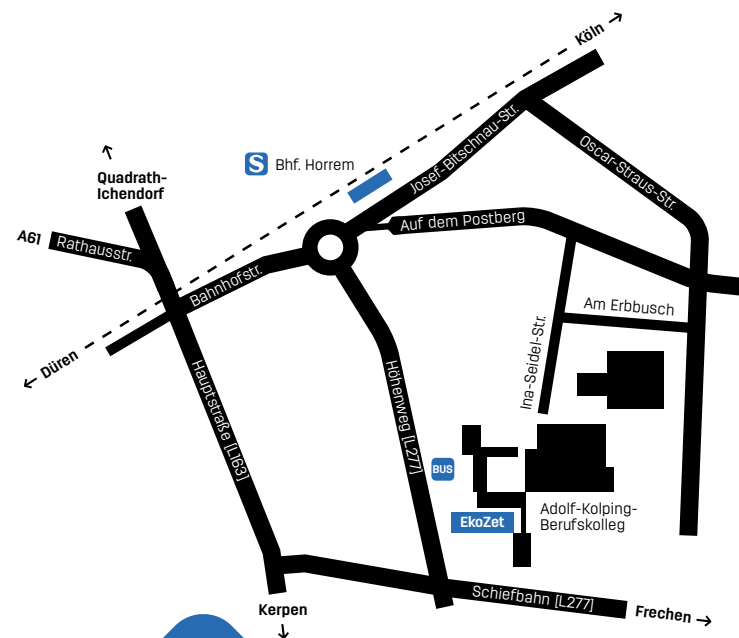 Köln
Josef-Bitschnau-Str.
Oscar-Straus-Str.
S Bhf. Horrem
Quadrath-
Ichendorf
A61
Rathausstr.
Auf dem Postberg
Bahnhofstr.
Am Erbbusch
Ina-Seidel-Str.
Düren
Hauptstraße [L163]
Höhenweg [L277]
BUS
EkoZet
Adolf-Kolping-
Berufskolleg
Schiefbahn [L277]
Kerpen
Frechen